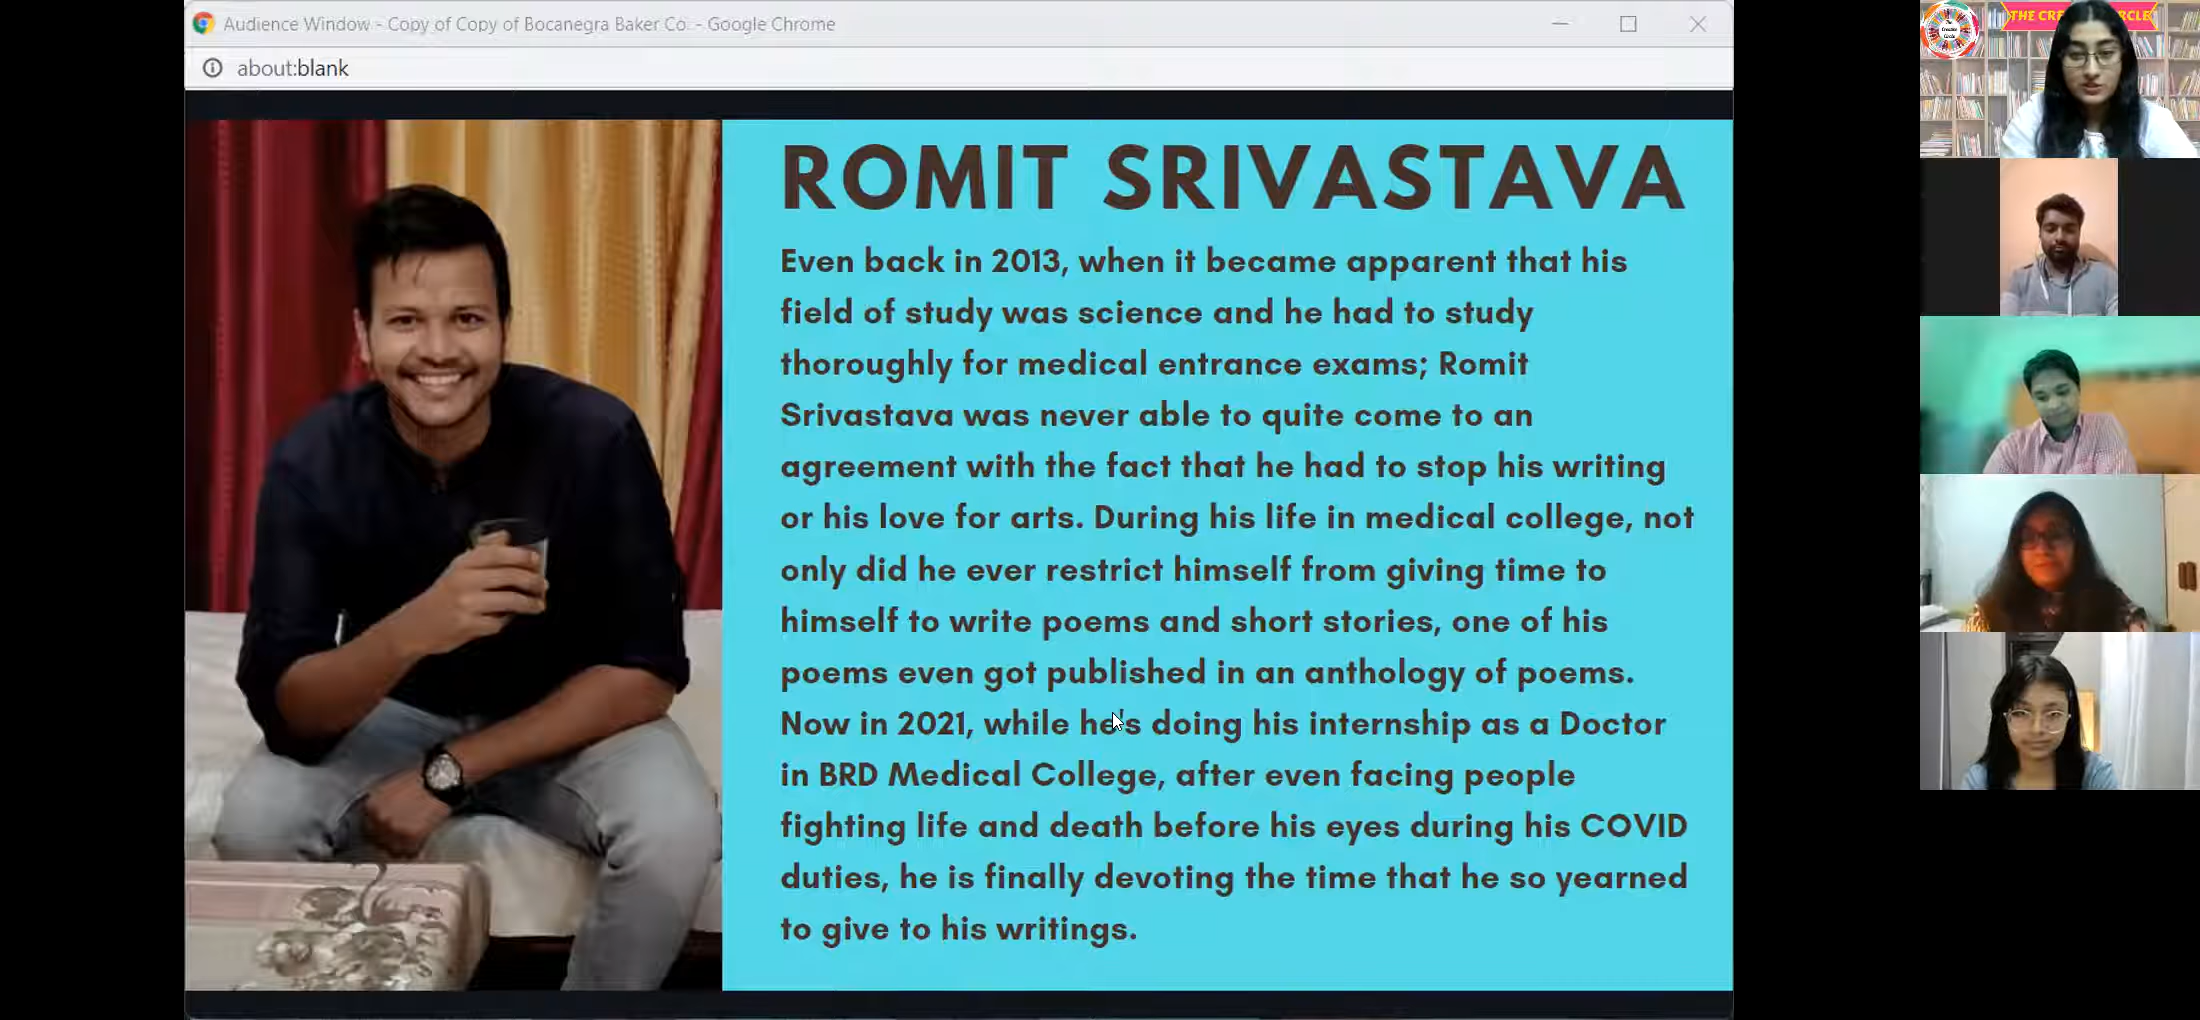 Audience Window - Copy of Copy of Bocanegra Baker Co. - Google Chrome
about:blank
ROMIT SRIVASTAVA
Even back in 2013, when it became apparent that his
field of study was science and he had to study
thoroughly for medical entrance exams; Romit
Srivastava was never able to quite come to an
agreement with the fact that he had to stop his writing
or his love for arts. During his life in medical college, not
only did he ever restrict himself from giving time to
himself to write poems and short stories, one of his
poems even got published in an anthology of poems.
Now in 2021, while he's doing his internship as a Doctor
in BRD Medical College, after even facing people
fighting life and death before his eyes during his COVID
duties, he is finally devoting the time that he so yearned
to give to his writings.
The Creative Circle
THE